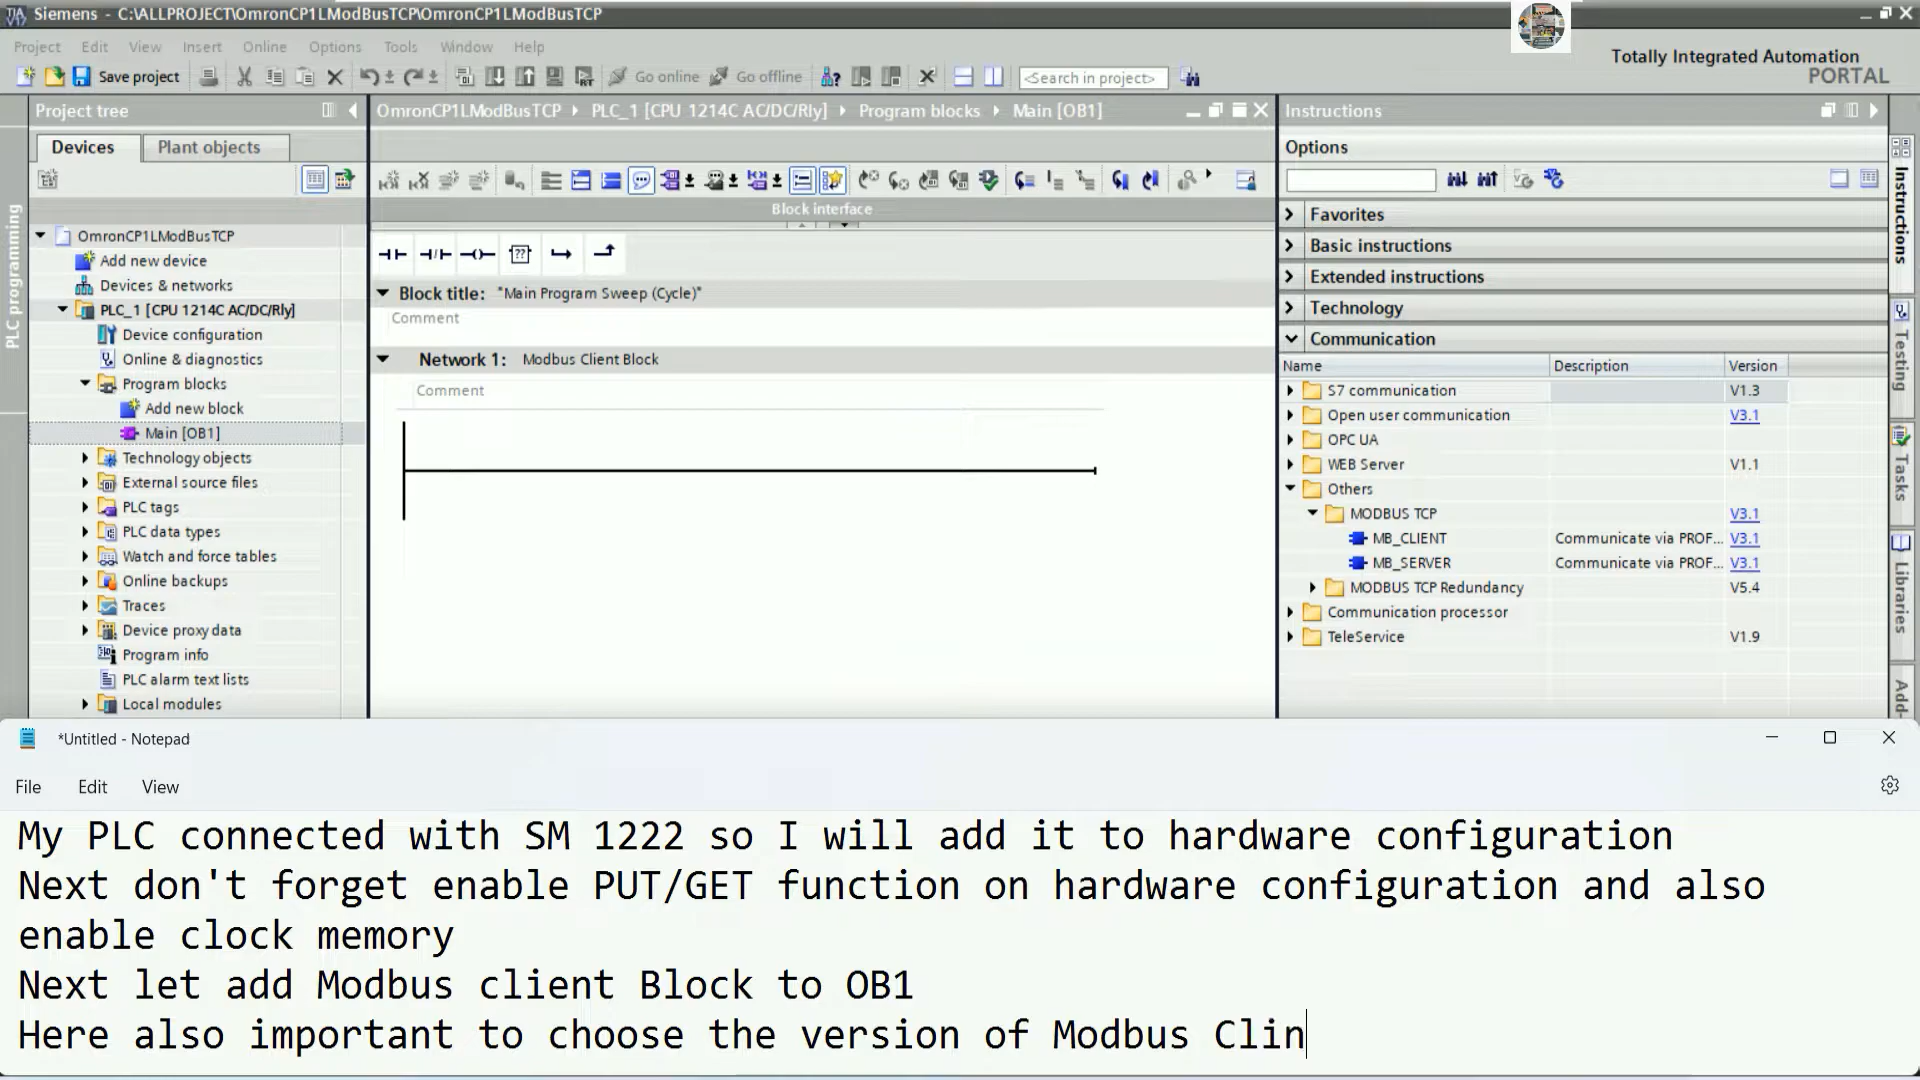 Siemens - C:\ALLPROJECT\OmronCP1LModBusTCP\OmronCP1LModBusTCP
Project Edit View Insert Online Options Tools Window Help
Totally Integrated Automation
PORTAL
Save project
Go online
Go offline
<Search in project>
Project tree
OmronCP1LModBusTCP PLC_1 [CPU 1214C AC/DC/Rly] Program blocks Main [OB1]
Instructions
Devices
Plant objects
Options
Block interface
PLC programming
OmronCP1LModBusTCP
Add new device
Devices & networks
PLC_1 [CPU 1214C AC/DC/Rly]
Device configuration
Online & diagnostics
Program blocks
Add new block
Main [OB1]
Technology objects
External source files
PLC tags
PLC data types
Watch and force tables
Online backups
Traces
Device proxy data
Program info
PLC alarm text lists
Local modules
??
Block title: "Main Program Sweep (Cycle)"
Comment
Network 1: Modbus Client Block
Comment
Favorites
Basic instructions
Extended instructions
Technology
Communication
Name Description Version
S7 communication V1.3
Open user communication V3.1
OPC UA
WEB Server V1.1
Others
MODBUS TCP V3.1
MB_CLIENT Communicate via PROF... V3.1
MB_SERVER Communicate via PROF... V3.1
MODBUS TCP Redundancy V5.4
Communication processor
TeleService V1.9
Instructions
Testing
Tasks
Libraries
Add-
*Untitled - Notepad
File Edit View
My PLC connected with SM 1222 so I will add it to hardware configuration
Next don't forget enable PUT/GET function on hardware configuration and also
enable clock memory
Next let add Modbus client Block to OB1
Here also important to choose the version of Modbus Clin